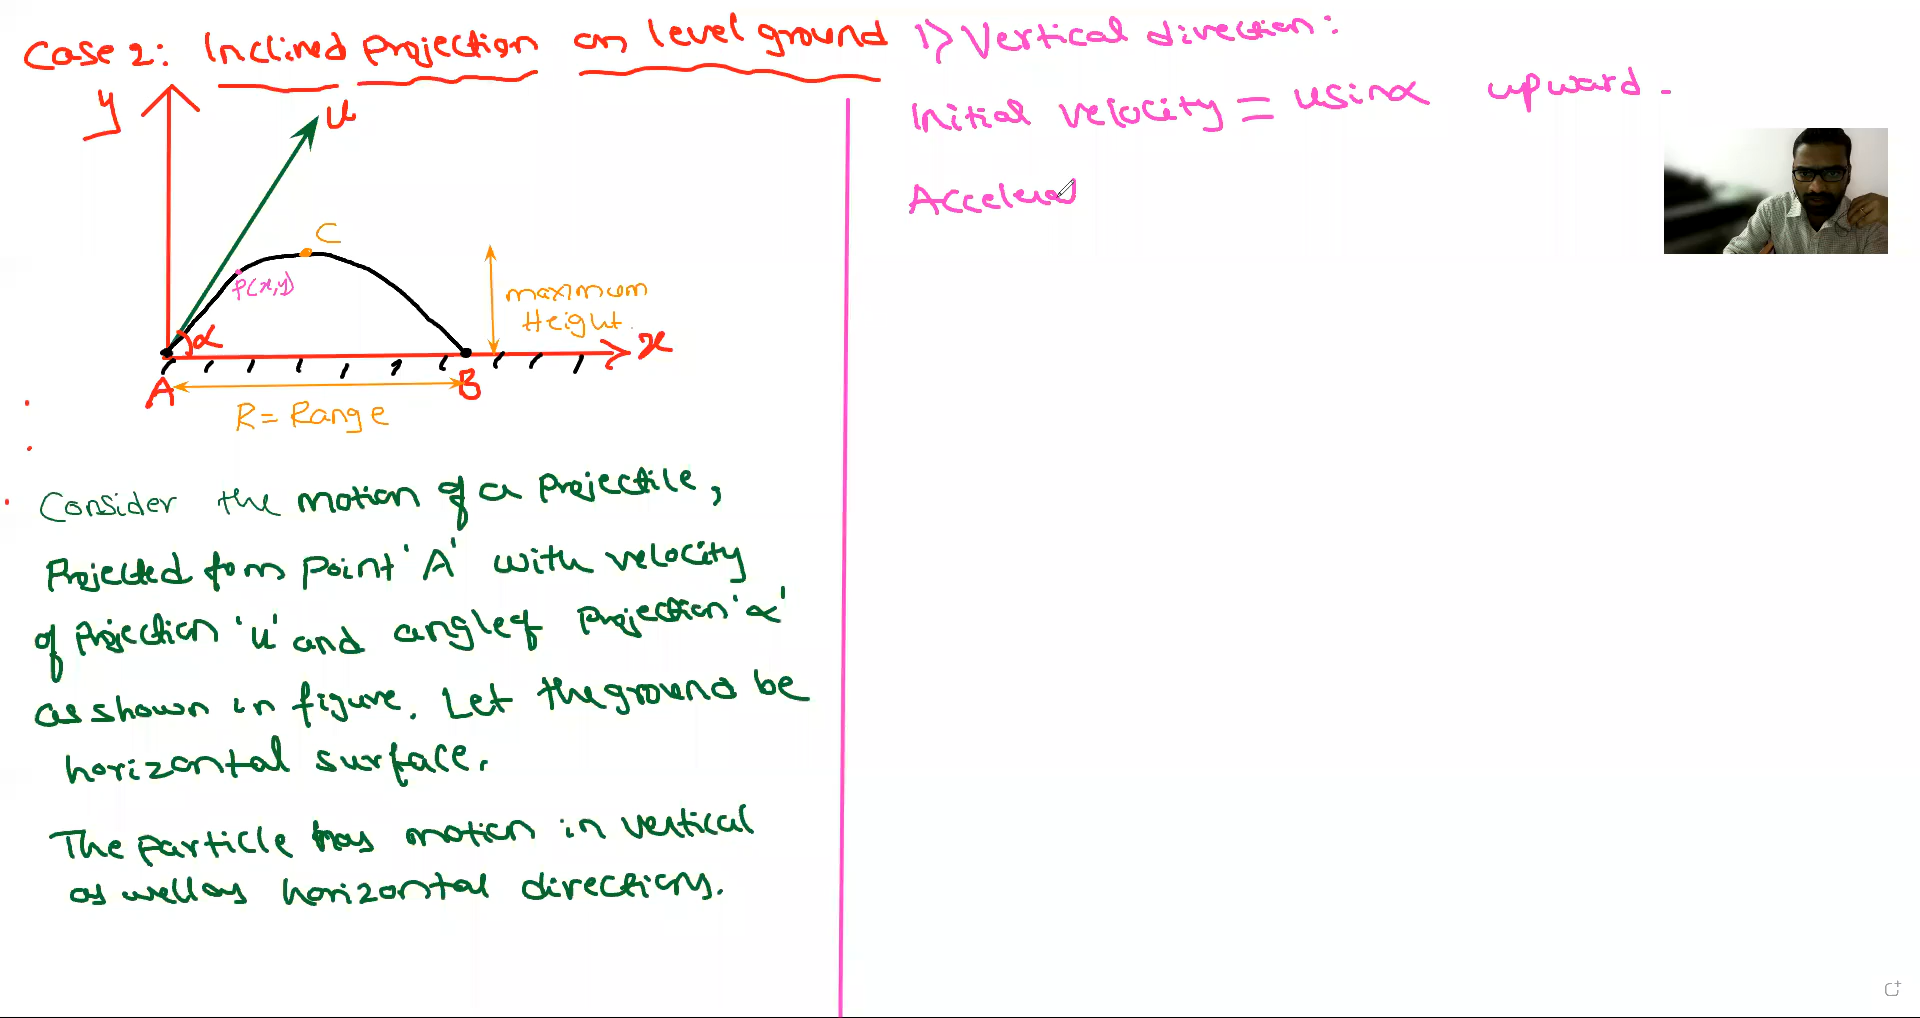 Case 2: Inclined projection on level ground
y
u
C
P(x,y)
maximum
Height.
α
x
A
B
R = Range
Consider the motion of a projectile,
Projected from point 'A' with velocity
of projection 'u' and angle of projection 'α'
as shown in figure. Let the ground be
horizontal surface.
The particle has motion in vertical
as well as horizontal directions.
1) Vertical direction:
Initial velocity = usinα upward.
Accelera